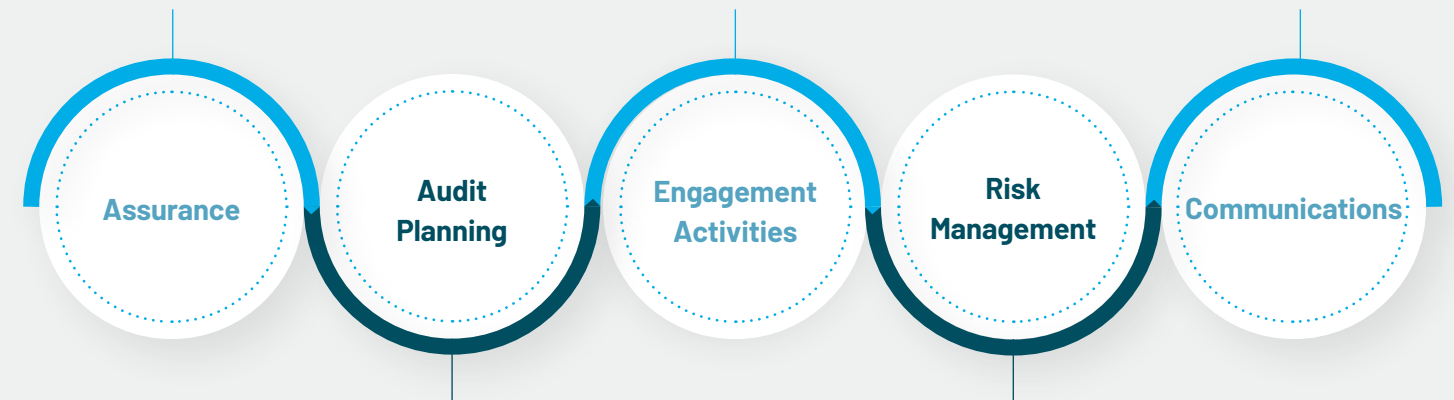 Assurance
Audit
Planning
Engagement
Activities
Risk
Management
Communications